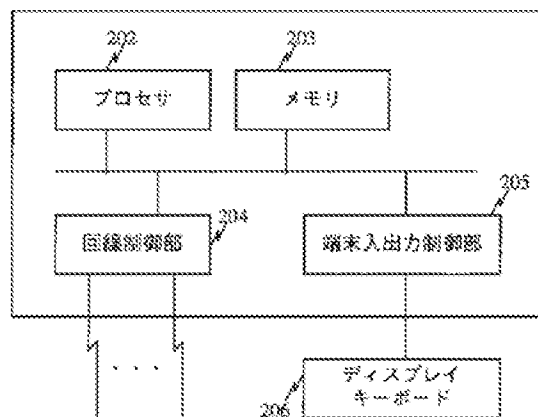 202
203
プロセサ
メモリ
204
205
回線制御部
端末入出力制御部
. . .
ディスプレイ
キーボード
206